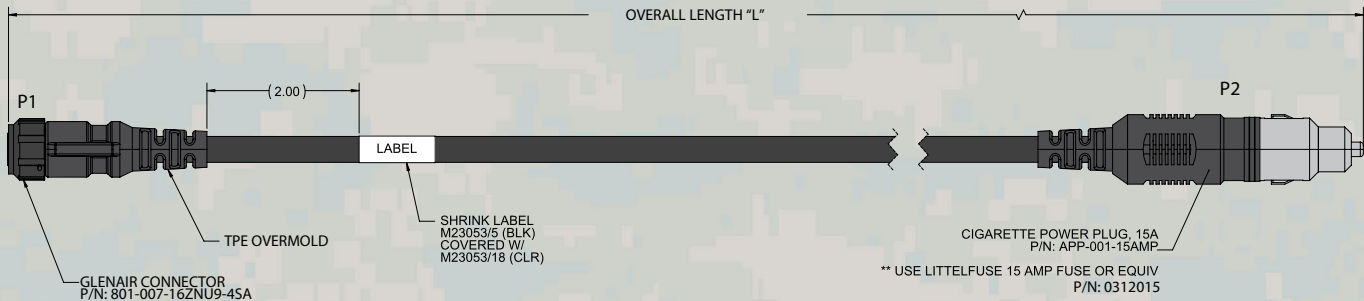 OVERALL LENGTH “L”
P1
( 2.00 )
P2
LABEL
SHRINK LABEL
M23053/5 (BLK)
COVERED W/
M23053/18 (CLR)
TPE OVERMOLD
CIGARETTE POWER PLUG, 15A
P/N: APP-001-15AMP
** USE LITTELFUSE 15 AMP FUSE OR EQUIV
P/N: 0312015
GLENAIR CONNECTOR
P/N: 801-007-16ZNU9-4SA